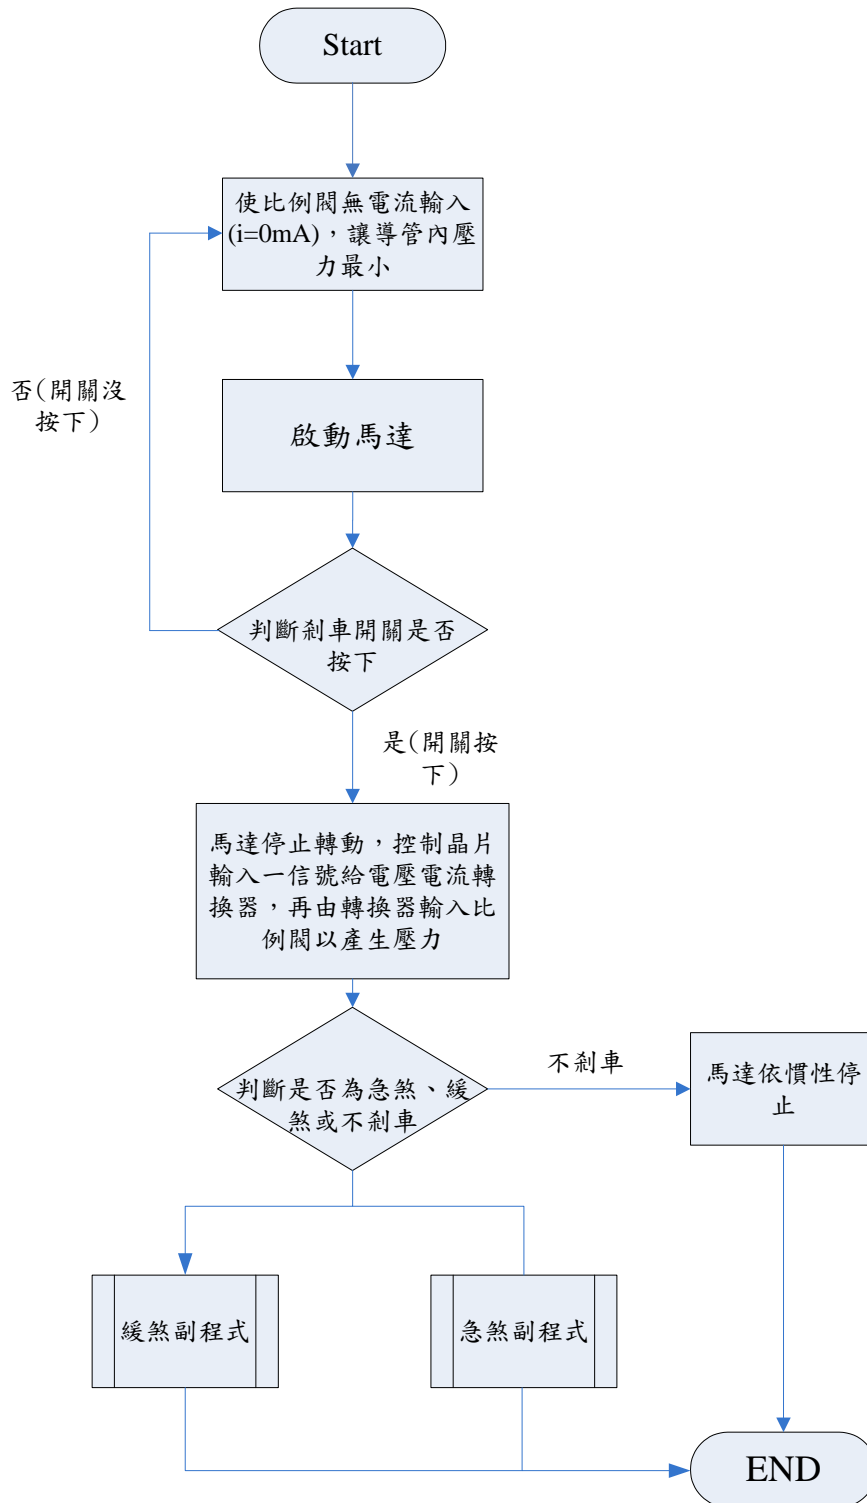 Start
使比例閥無電流輸入
(i=0mA)，讓導管內壓
力最小
否(開關沒
按下)
啟動馬達
判斷剎車開關是否
按下
是(開關按
下)
馬達停止轉動，控制晶片
輸入一信號給電壓電流轉
換器，再由轉換器輸入比
例閥以產生壓力
不剎車
馬達依慣性停
止
判斷是否為急煞、緩
煞或不剎車
緩煞副程式
急煞副程式
END